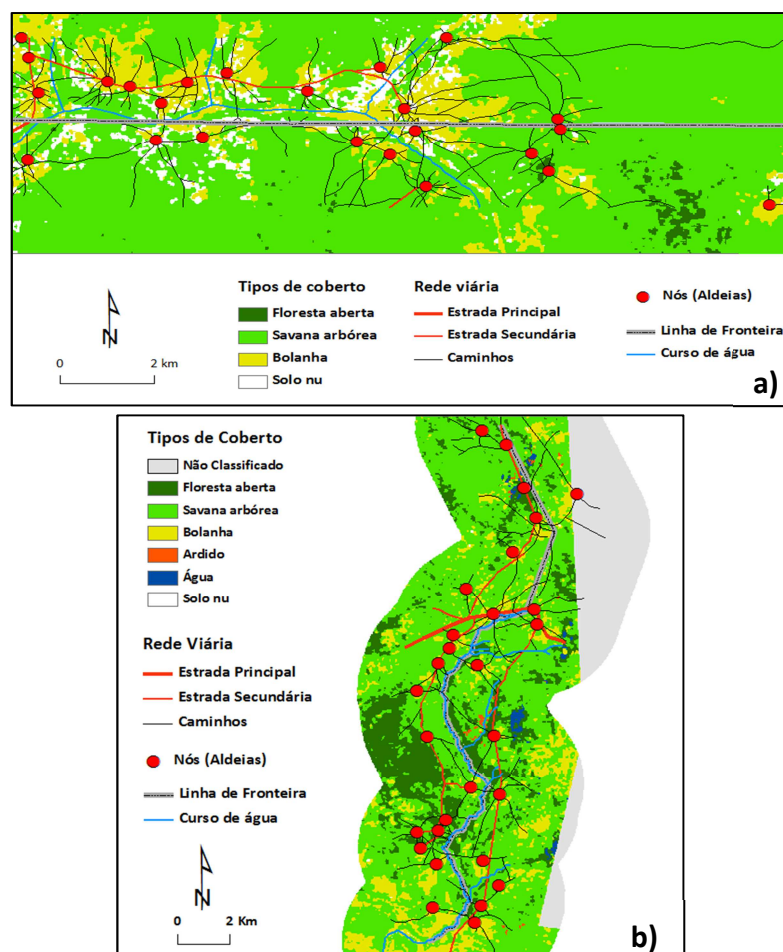 Tipos de coberto
Floresta aberta
Savana arbórea
Bolanha
Solo nu
Rede viária
Estrada Principal
Estrada Secundária
Caminhos
Nós (Aldeias)
Linha de Fronteira
Curso de água
N
0 2 km
a)
Tipos de Coberto
Não Classificado
Floresta aberta
Savana arbórea
Bolanha
Ardido
Água
Solo nu
Rede Viária
Estrada Principal
Estrada Secundária
Caminhos
Nós (Aldeias)
Linha de Fronteira
Curso de água
N
0 2 Km
b)